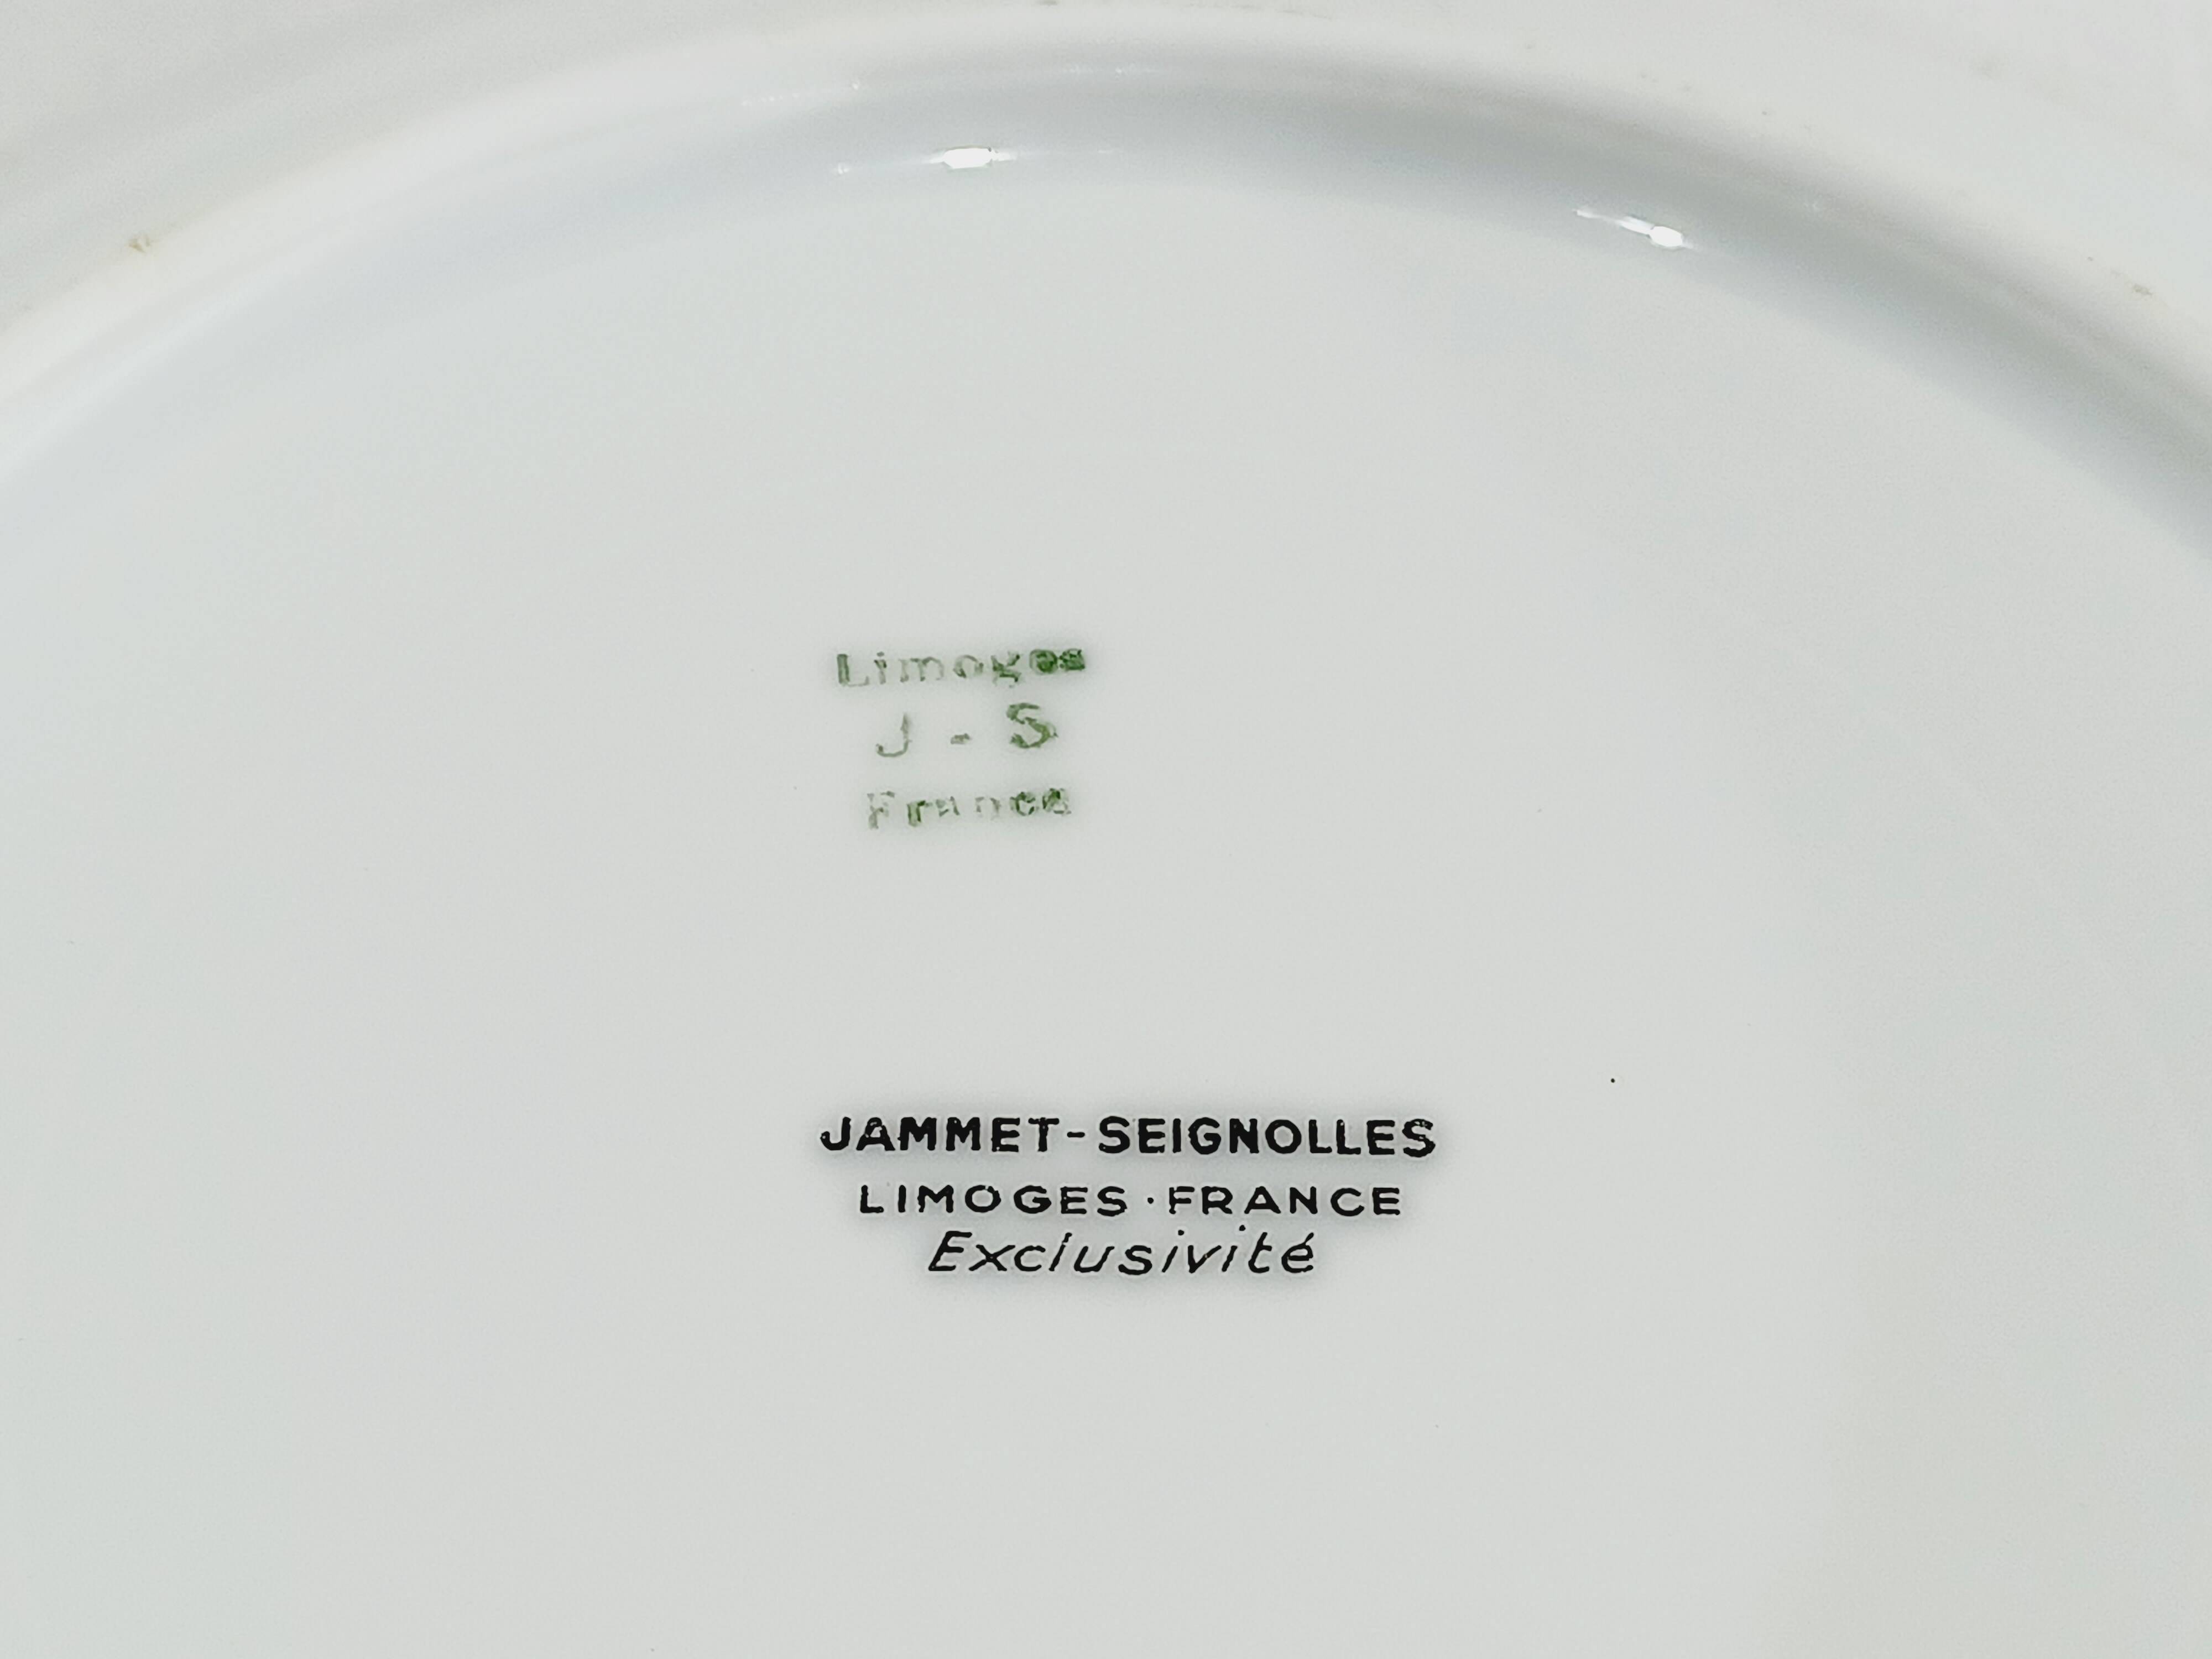 Limoges
J - S
France
JAMMET-SEIGNOLLES
LIMOGES·FRANCE
Exclusivité